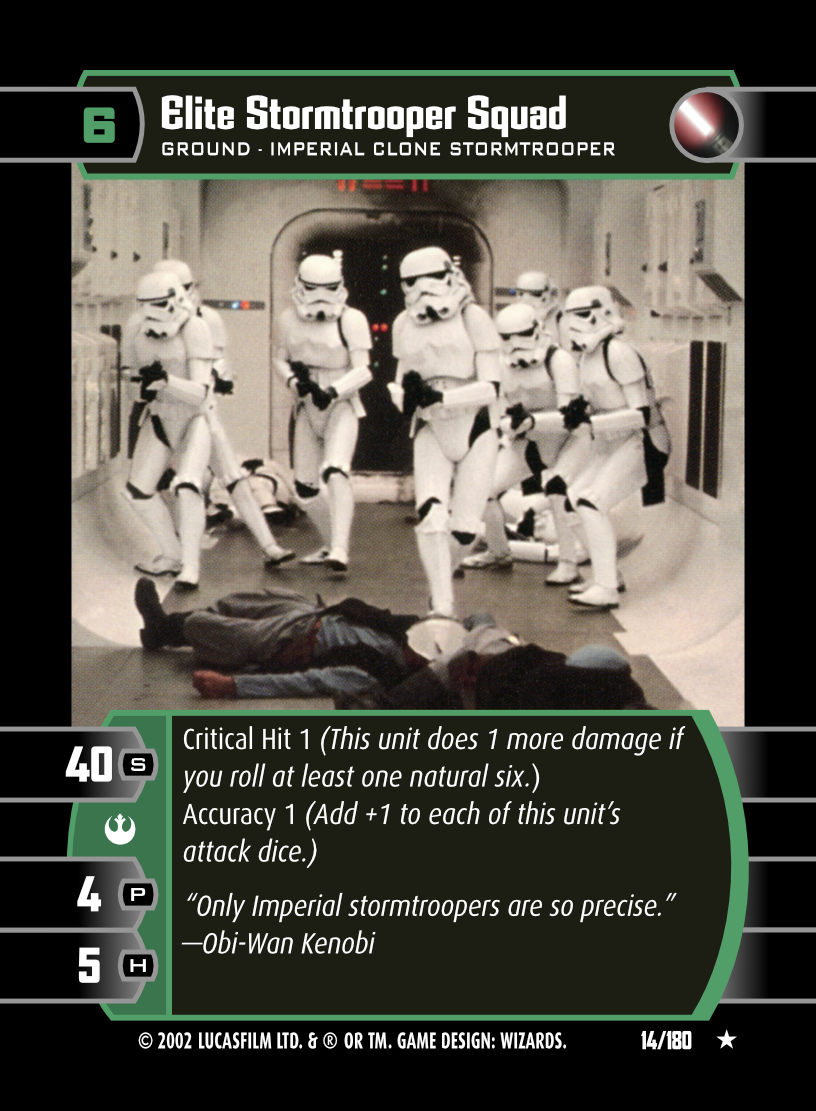 6
Elite Stormtrooper Squad
GROUND - IMPERIAL CLONE STORMTROOPER
40 S
4 P
5 H
Critical Hit 1 (This unit does 1 more damage if
you roll at least one natural six.)
Accuracy 1 (Add +1 to each of this unit's
attack dice.)
“Only Imperial stormtroopers are so precise.”
—Obi-Wan Kenobi
© 2002 LUCASFILM LTD. & ® OR TM. GAME DESIGN: WIZARDS. 14/180 ★